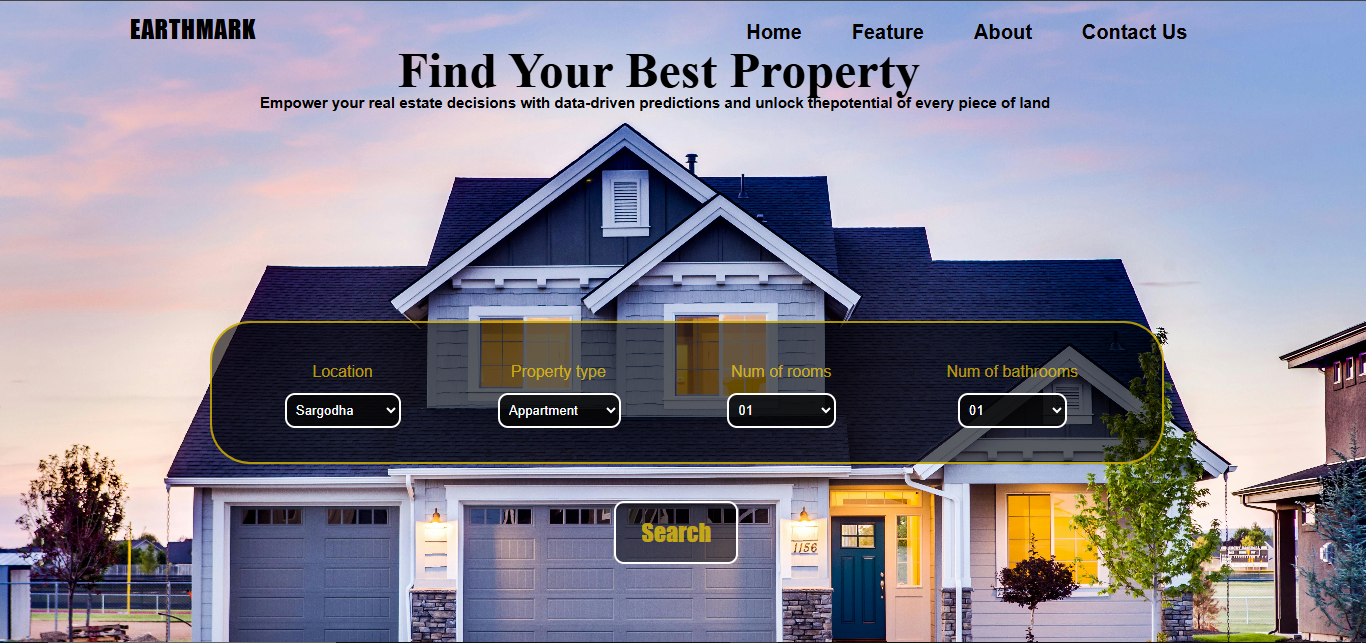 EARTHMARK
Home Feature About Contact Us
Find Your Best Property
Empower your real estate decisions with data-driven predictions and unlock thepotential of every piece of land
Location Property type Num of rooms Num of bathrooms
Sargodha Appartment 01 01
Search
1156